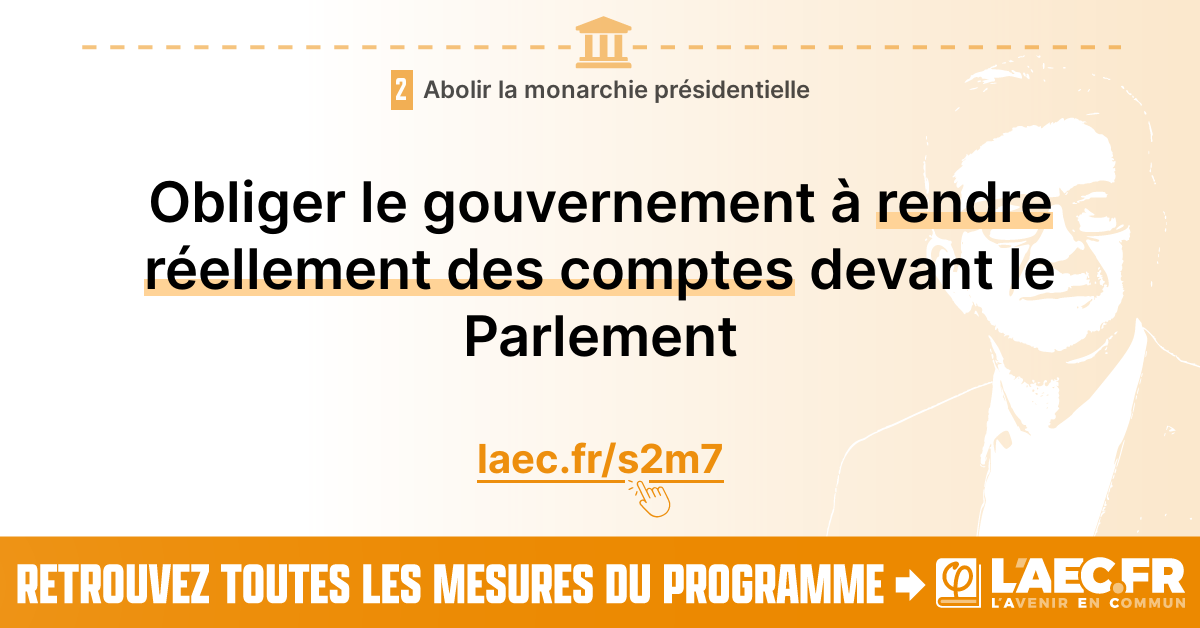 2 Abolir la monarchie présidentielle
Obliger le gouvernement à rendre
réellement des comptes devant le
Parlement
laec.fr/s2m7
RETROUVEZ TOUTES LES MESURES DU PROGRAMME
φ L'AEC.FR
L'AVENIR EN COMMUN